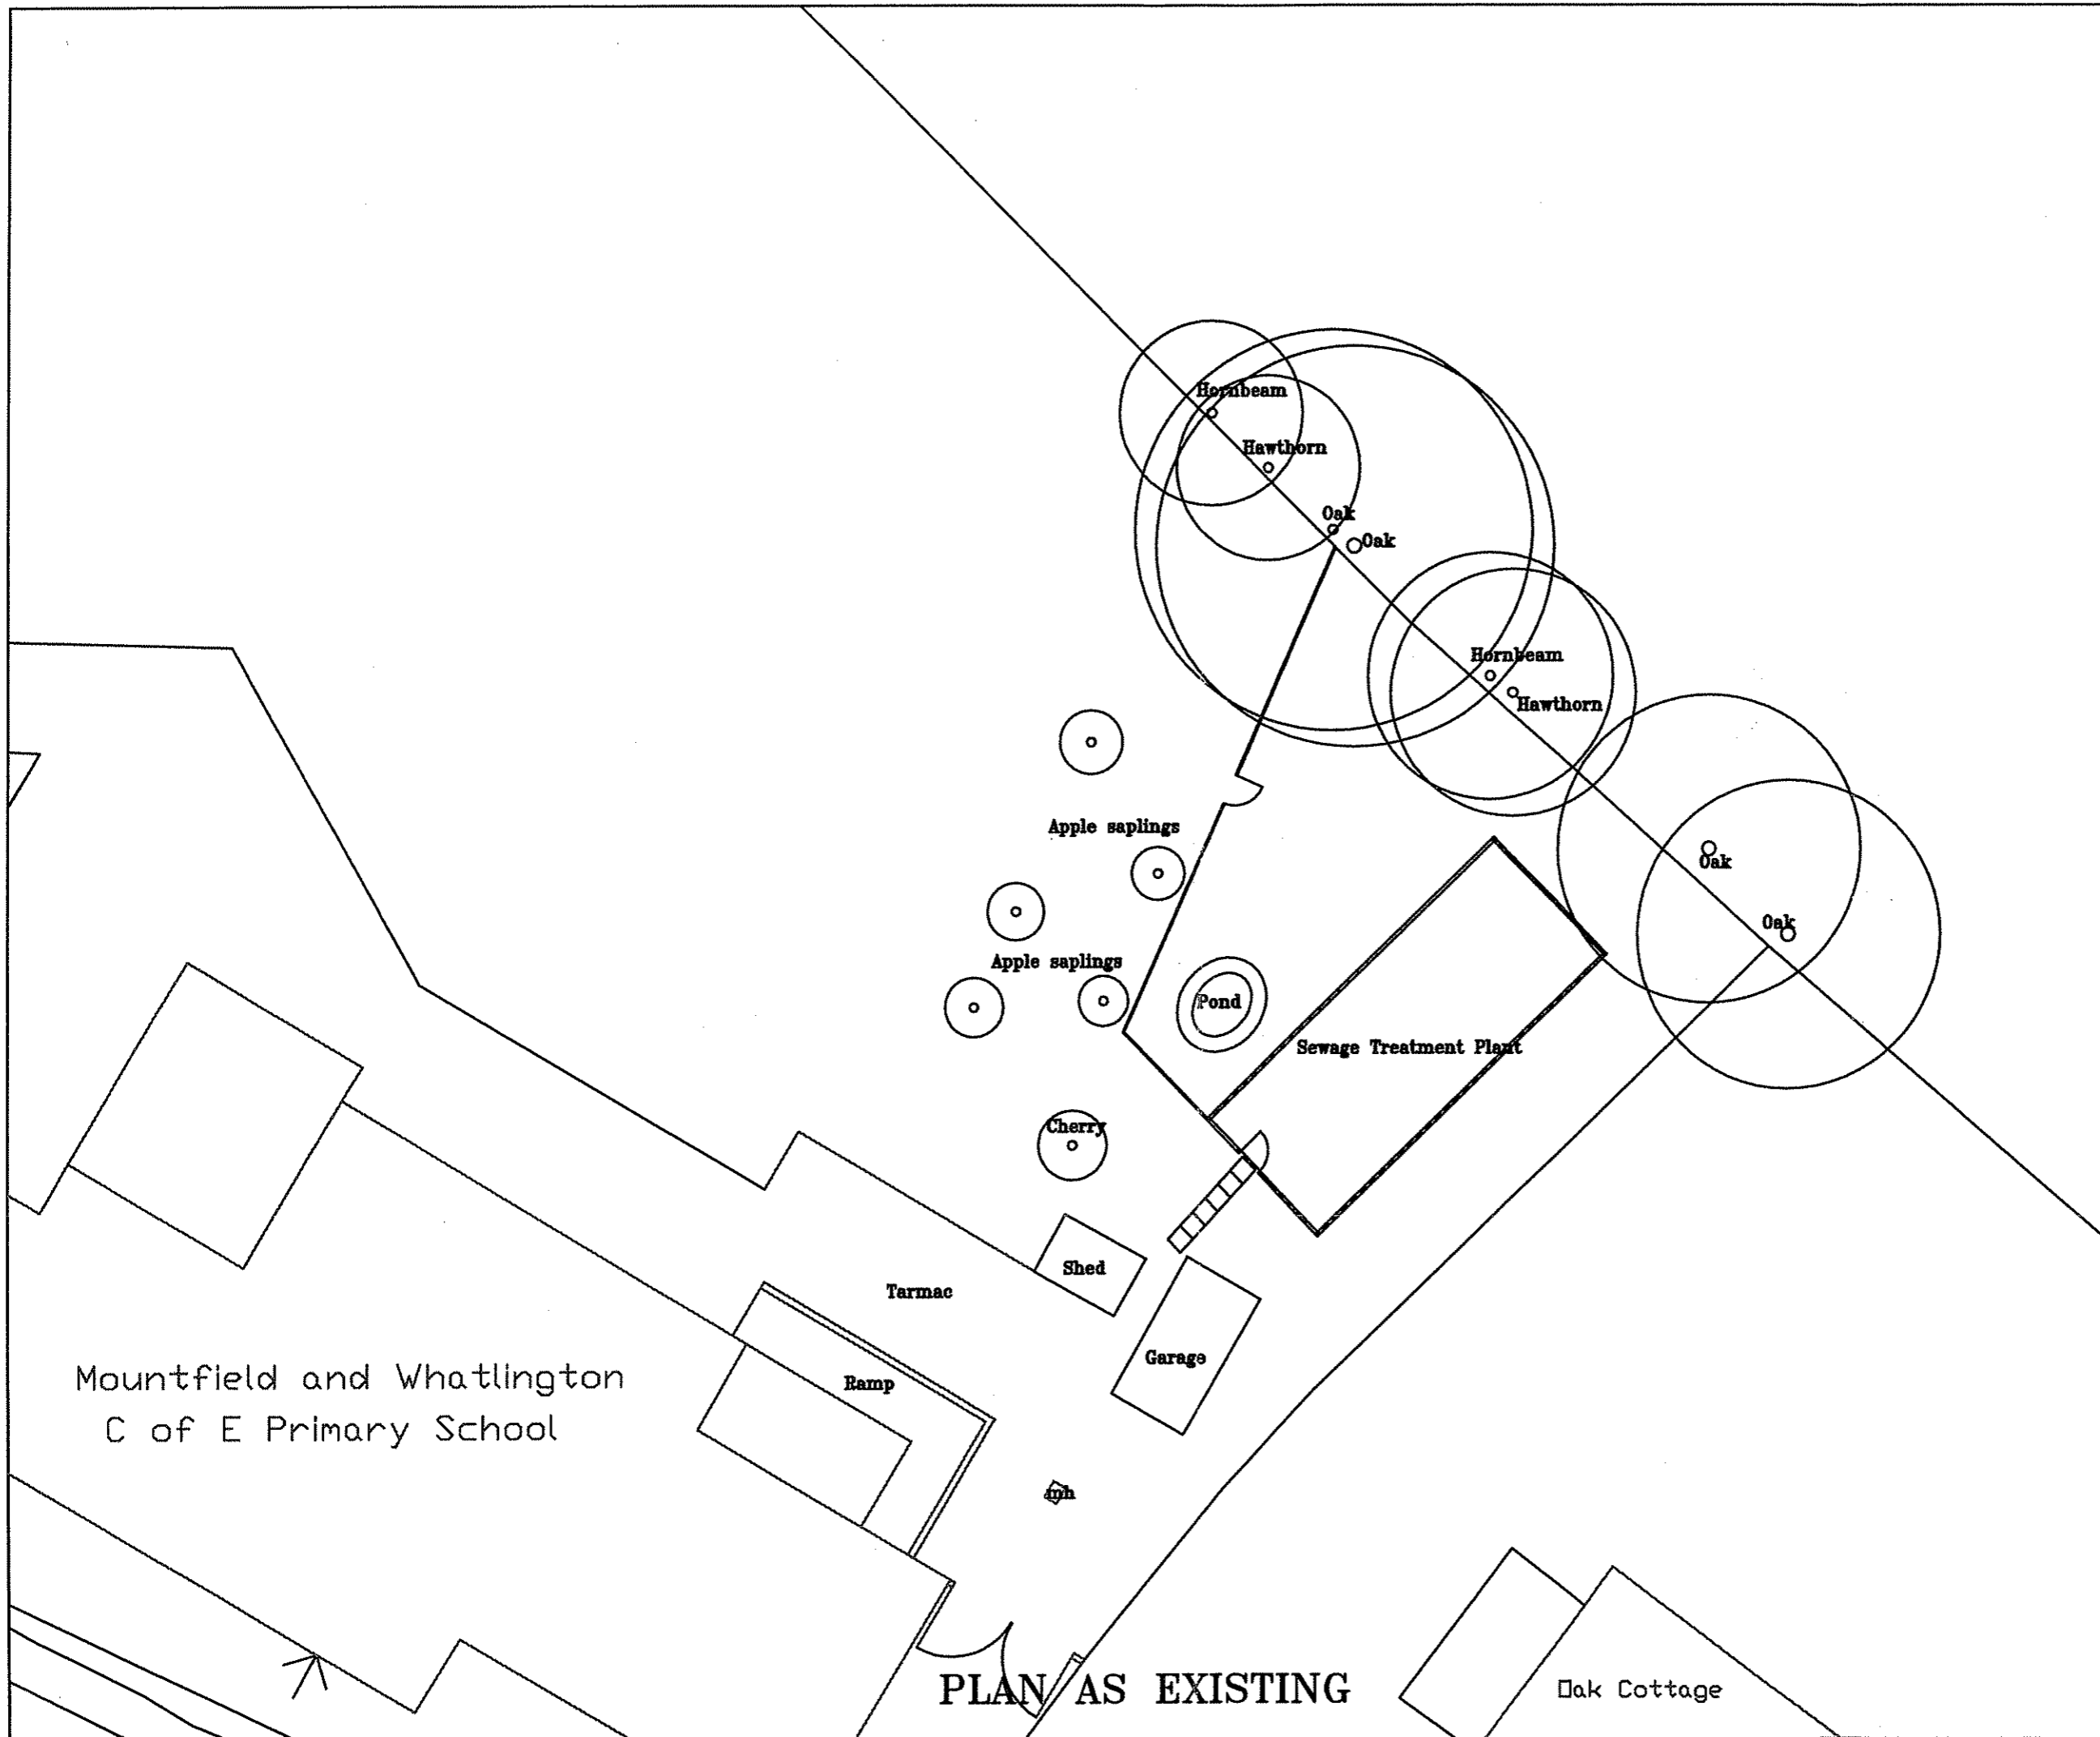 Hornbeam
Hawthorn
Oak
Oak
Hornbeam
Hawthorn
Apple saplings
Oak
Oak
Apple saplings
Pond
Sewage Treatment Plant
Cherry
Shed
Tarmac
Garage
Ramp
Mountfield and Whatlington
C of E Primary School
mh
PLAN AS EXISTING
Oak Cottage